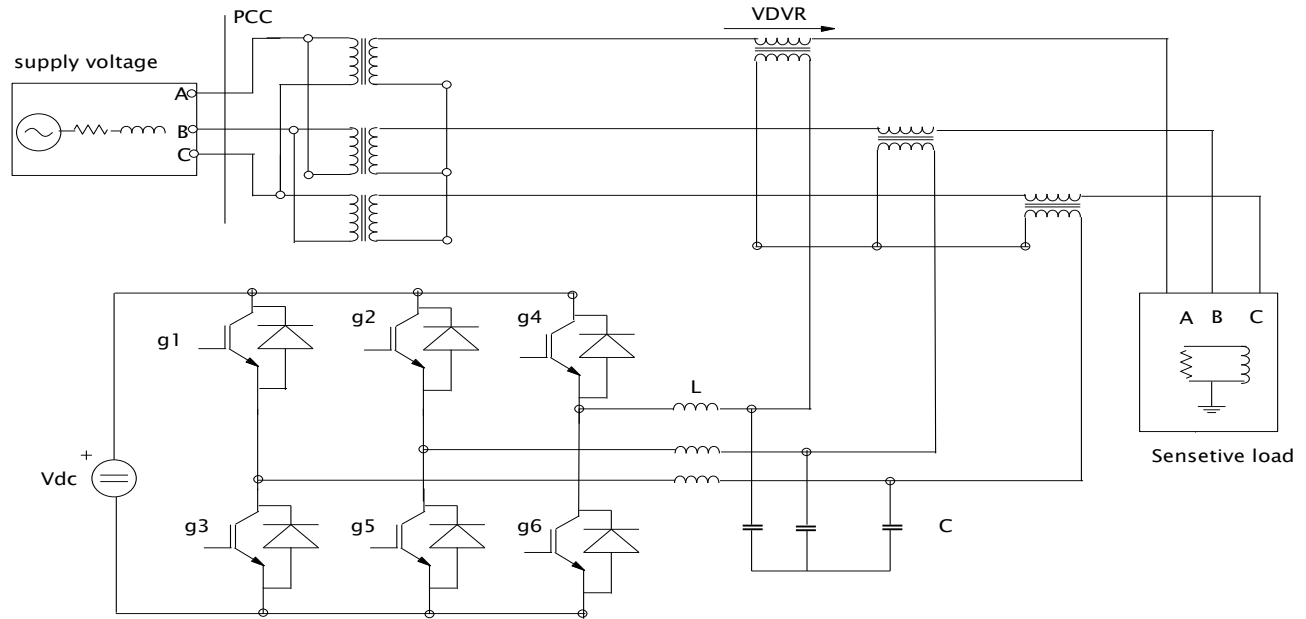 PCC
VDVR
supply voltage
A
B
C
g1
g2
g4
A B C
L
+
Vdc
Sensetive load
g3
g5
g6
C